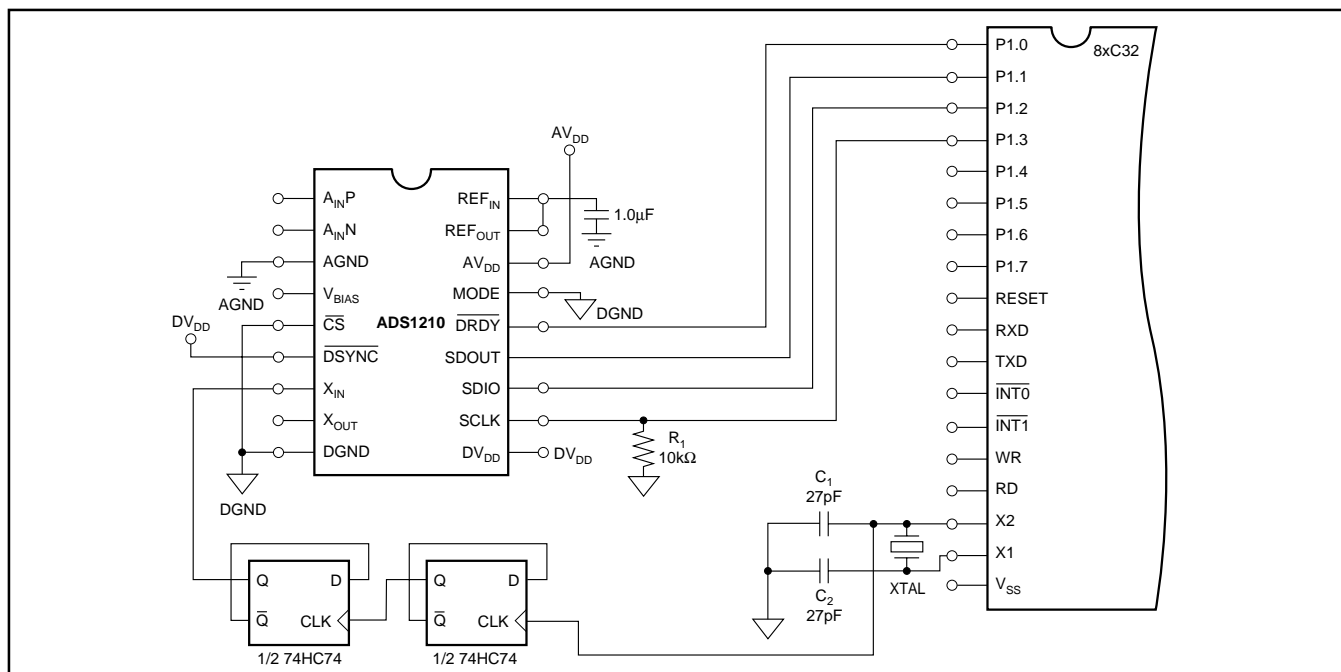 P1.0
8xC32
P1.1
P1.2
P1.3
P1.4
P1.5
P1.6
P1.7
RESET
RXD
TXD
INT0
INT1
WR
RD
X2
X1
VSS
AVDD
AINP
AINN
AGND
VBIAS
CS
DSYNC
XIN
XOUT
DGND
ADS1210
REFIN
REFOUT
AVDD
MODE
DRDY
SDOUT
SDIO
SCLK
DVDD
1.0µF
AGND
DGND
AGND
DVDD
DGND
DVDD
R1
10kΩ
C1
27pF
C2
27pF
XTAL
Q
D
Q
CLK
1/2 74HC74
Q
D
Q
CLK
1/2 74HC74